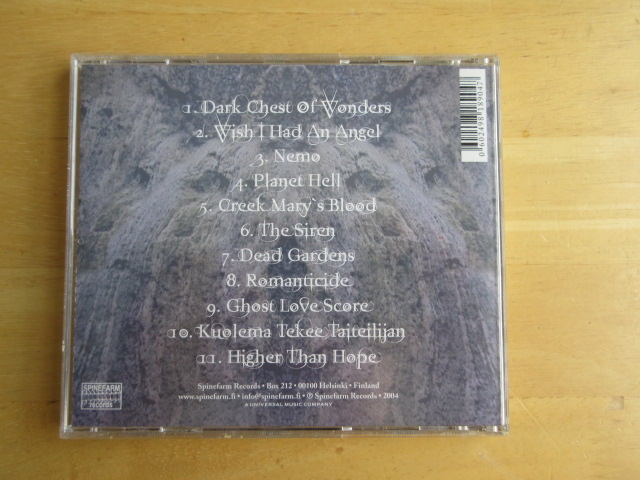 1. Dark Chest Of Wonders
2. Wish I Had An Angel
3. Nemo
4. Planet Hell
5. Creek Mary`s Blood
6. The Siren
7. Dead Gardens
8. Romanticide
9. Ghost Love Score
10. Kuolema Tekee Taiteilijan
11. Higher Than Hope
Spinefarm Records • Box 212 • 00100 Helsinki • Finland
www.spinefarm.fi • info@spinefarm.fi • ℗ Spinefarm Records • 2004
A UNIVERSAL MUSIC COMPANY
SPINEFARM
records
0 602498 189047